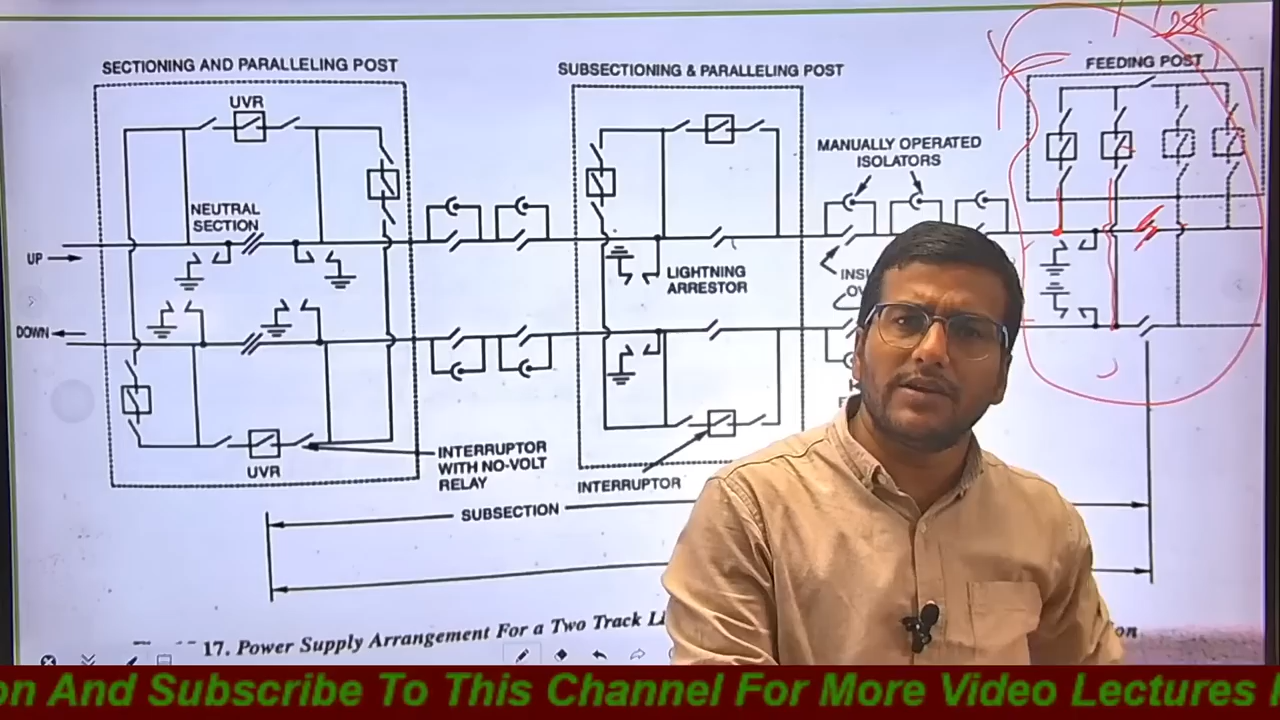 SECTIONING AND PARALLELING POST
SUBSECTIONING & PARALLELING POST
FEEDING POST
UVR
MANUALLY OPERATED
ISOLATORS
NEUTRAL
SECTION
UP
LIGHTNING
ARRESTOR
DOWN
INTERRUPTOR
WITH NO-VOLT
RELAY
UVR
INTERRUPTOR
SUBSECTION
17. Power Supply Arrangement For a Two Track
And Subscribe To This Channel For More Video Lectures